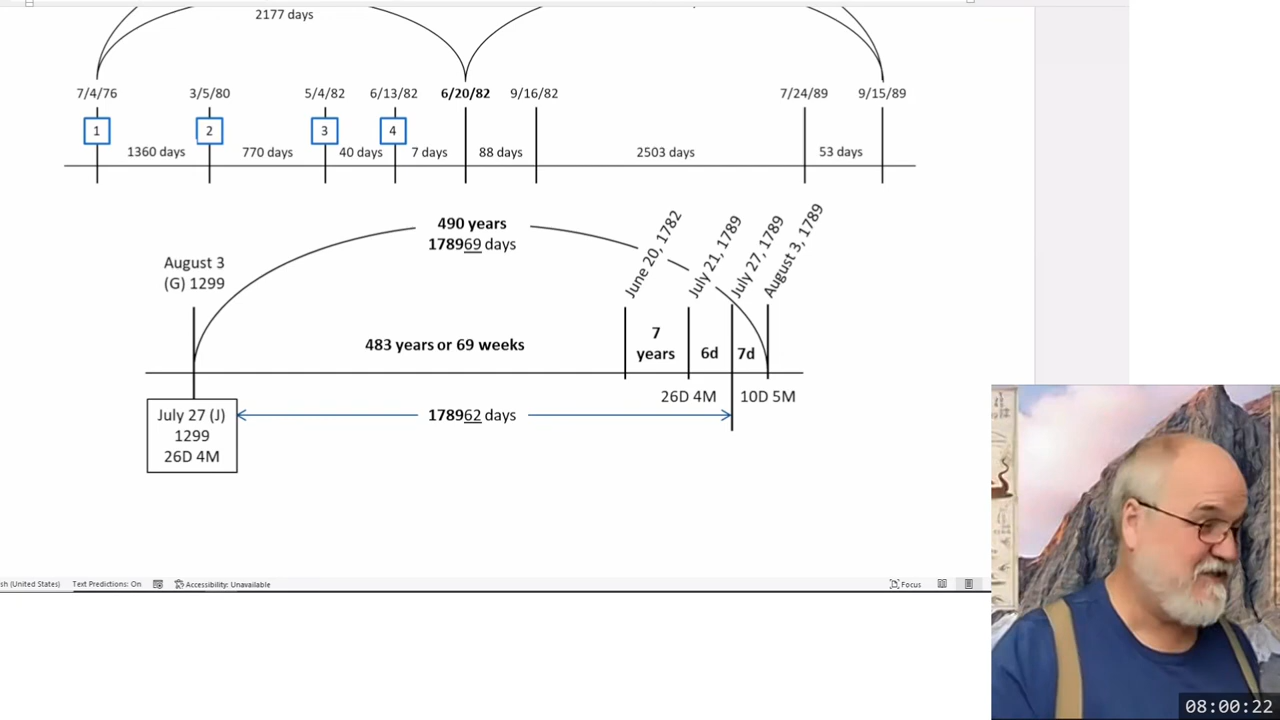 2177 days
7/4/76 3/5/80 5/4/82 6/13/82 6/20/82 9/16/82 7/24/89 9/15/89
1 2 3 4
1360 days 770 days 40 days 7 days 88 days 2503 days 53 days
490 years
178969 days
August 3
(G) 1299
June 20, 1782
July 21, 1789
July 27, 1789
August 3, 1789
483 years or 69 weeks
7
years
6d
7d
26D 4M 10D 5M
July 27 (J)
1299
26D 4M
178962 days
sh (United States) Text Predictions: On Accessibility: Unavailable Focus
08:00:22